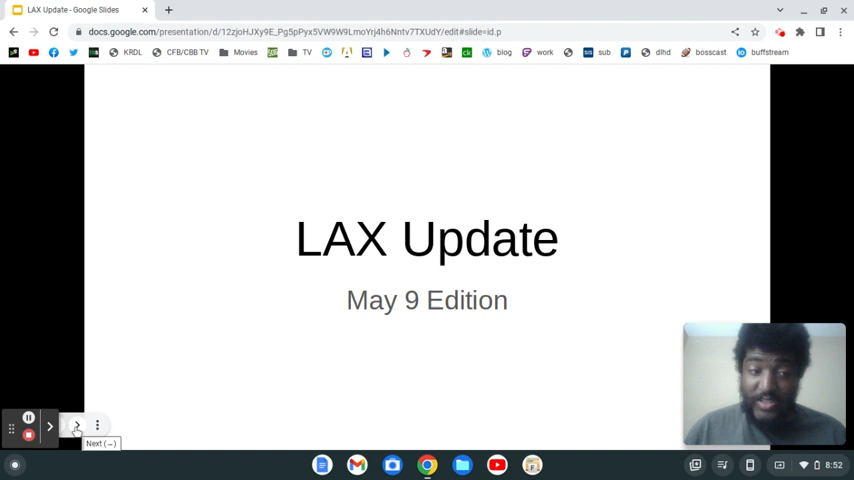 LAX Update - Google Slides
docs.google.com/presentation/d/12zjoHJXy9E_Pg5pPyx5VW9W9LmoYrj4h6Nntv7TXUdY/edit#slide=id.p
KRDL CFB/CBB TV Movies TV blog work sub dlhd bosscast buffstream
LAX Update
May 9 Edition
Next (→)
8:52